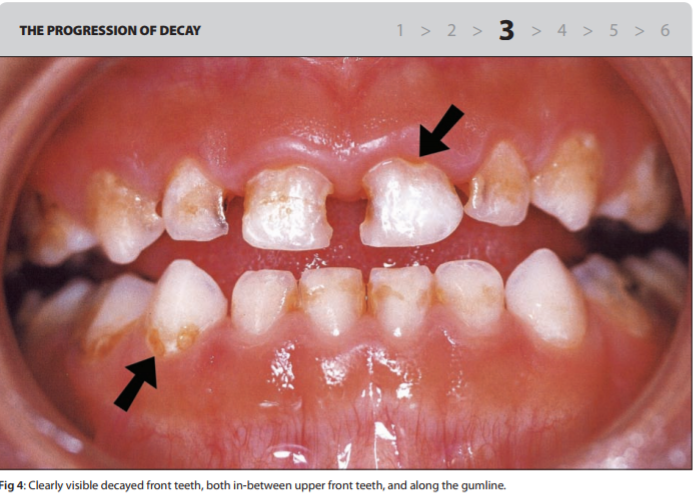 THE PROGRESSION OF DECAY 1 > 2 > 3 > 4 > 5 > 6
Fig 4: Clearly visible decayed front teeth, both in-between upper front teeth, and along the gumline.